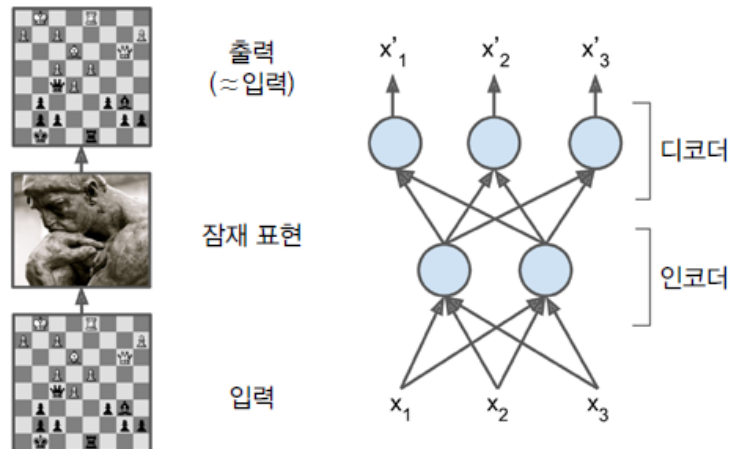 출력
(≈입력)
잠재 표현
입력
x'₁ x'₂ x'₃
디코더
인코더
x₁ x₂ x₃